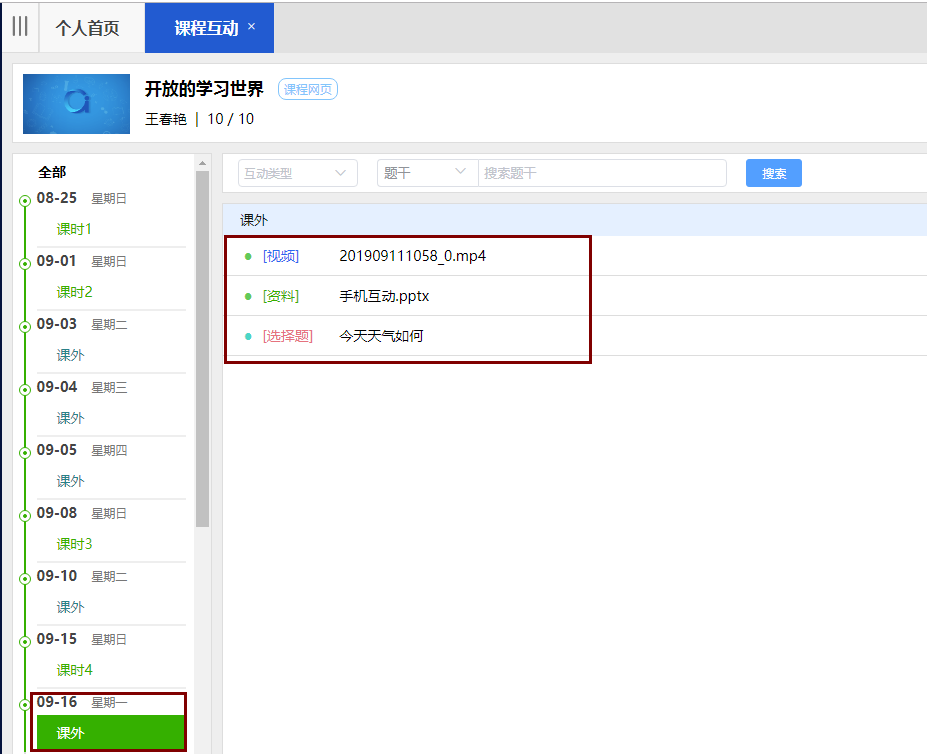 个人首页
课程互动 ×
开放的学习世界 课程网页
王春艳 | 10 / 10
全部
08-25 星期日
课时1
09-01 星期日
课时2
09-03 星期二
课外
09-04 星期三
课外
09-05 星期四
课外
09-08 星期日
课时3
09-10 星期二
课外
09-15 星期日
课时4
09-16 星期一
课外
互动类型 题干 搜索题干 搜索
课外
[视频] 201909111058_0.mp4
[资料] 手机互动.pptx
[选择题] 今天天气如何